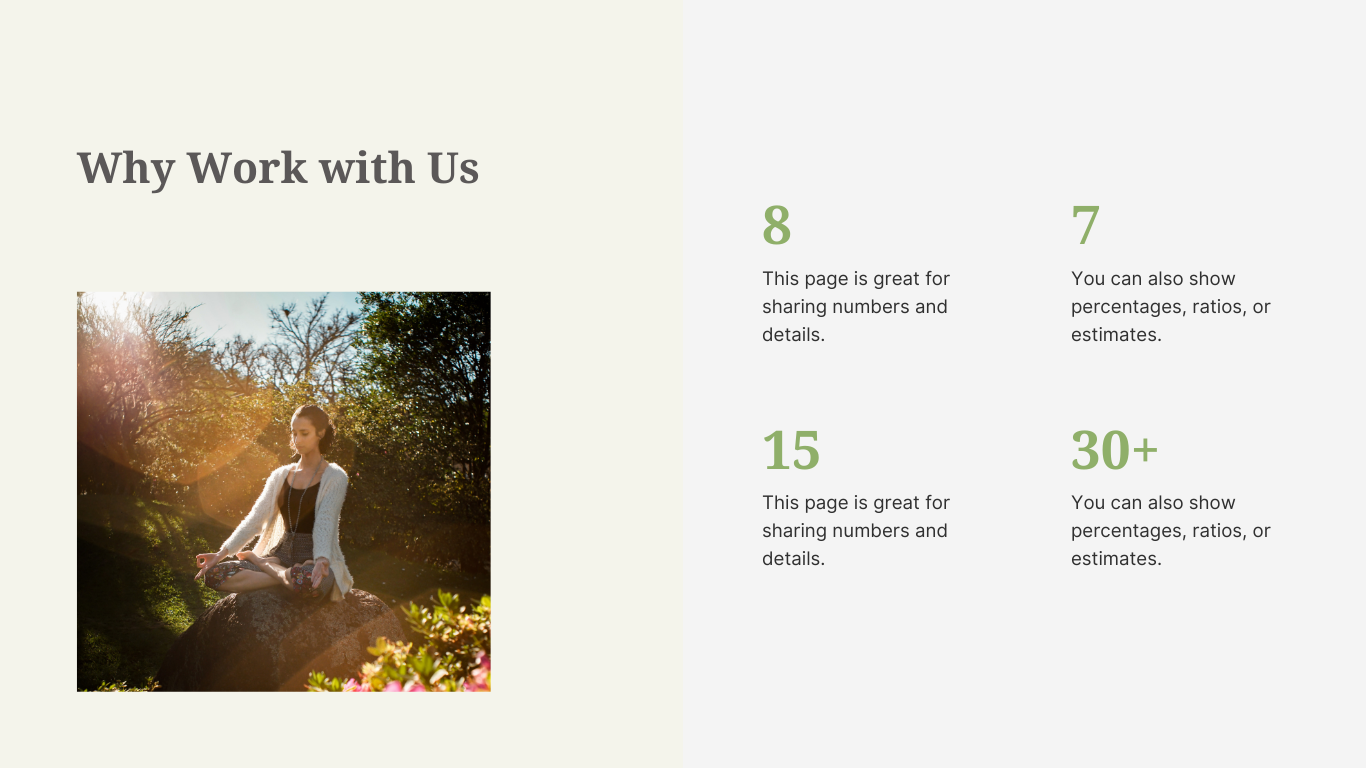 Why Work with Us
8
This page is great for
sharing numbers and
details.
7
You can also show
percentages, ratios, or
estimates.
15
This page is great for
sharing numbers and
details.
30+
You can also show
percentages, ratios, or
estimates.